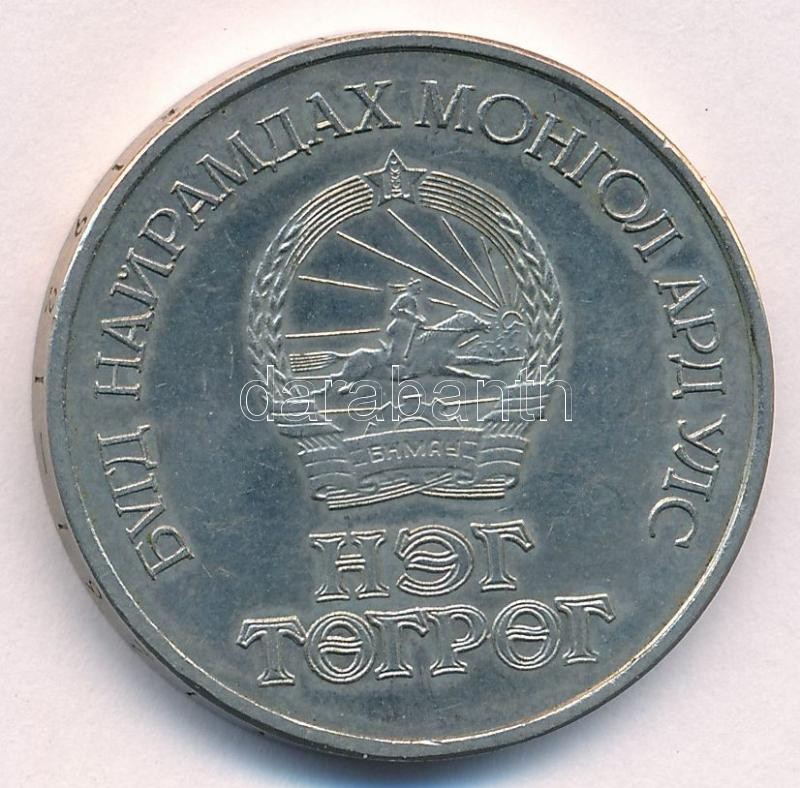 БҮГД НАЙРАМДАХ МОНГОЛ АРД УЛС
БНМАУ
НЭГ
ТӨГРӨГ
darabanth